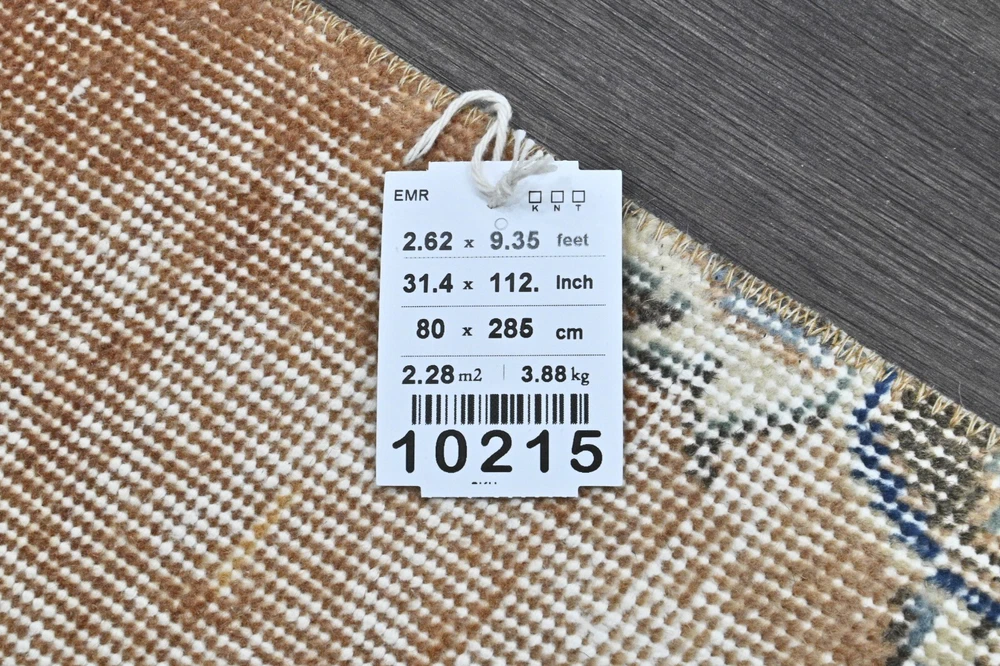 EMR
K N T
2.62 x 9.35 feet
31.4 x 112. Inch
80 x 285 cm
2.28 m2 | 3.88 kg
10215